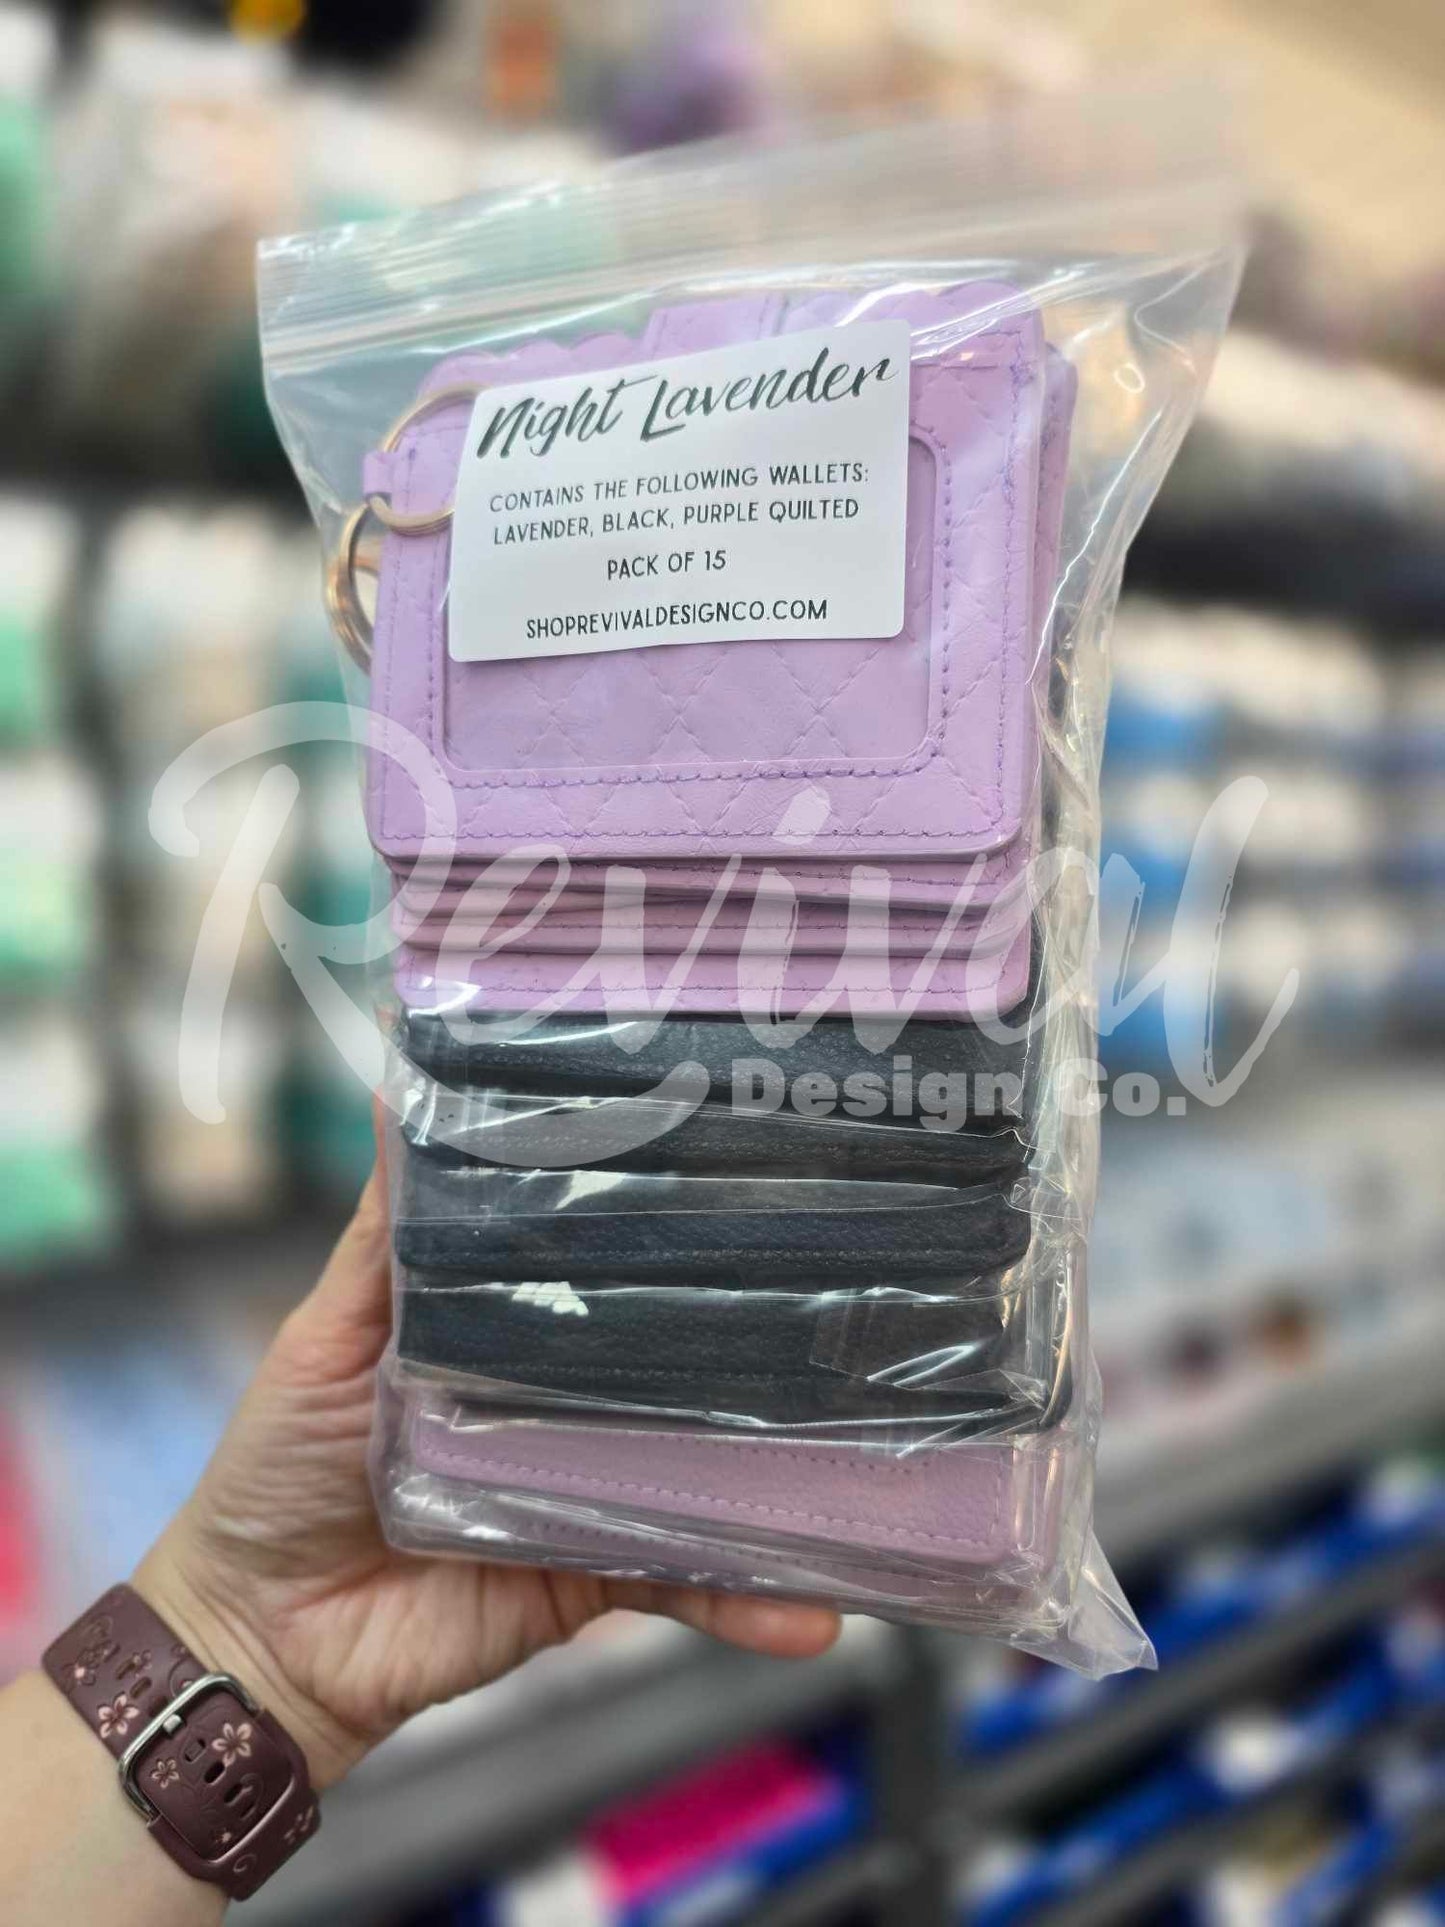 Night Lavender
CONTAINS THE FOLLOWING WALLETS:
LAVENDER, BLACK, PURPLE QUILTED
PACK OF 15
SHOPREVIVALDESIGNCO.COM
Revival
Design Co.